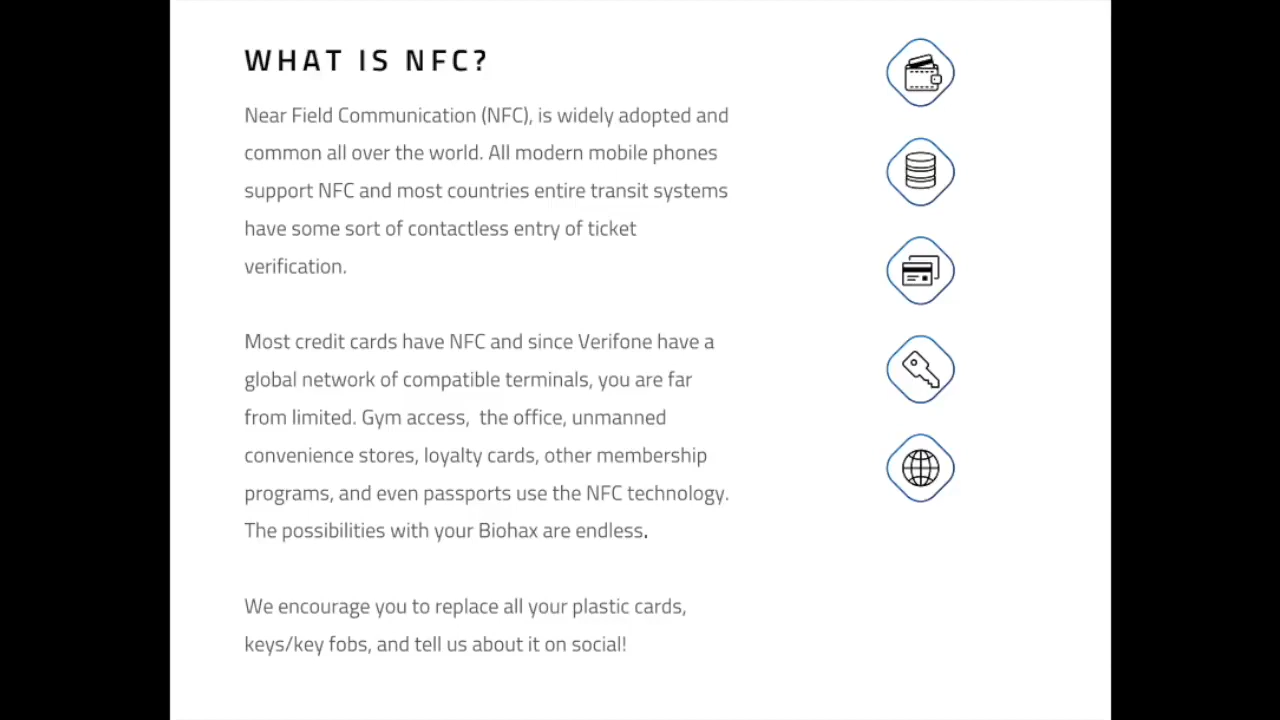 WHAT IS NFC?
Near Field Communication (NFC), is widely adopted and
common all over the world. All modern mobile phones
support NFC and most countries entire transit systems
have some sort of contactless entry of ticket
verification.
Most credit cards have NFC and since Verifone have a
global network of compatible terminals, you are far
from limited. Gym access,  the office, unmanned
convenience stores, loyalty cards, other membership
programs, and even passports use the NFC technology.
The possibilities with your Biohax are endless.
We encourage you to replace all your plastic cards,
keys/key fobs, and tell us about it on social!